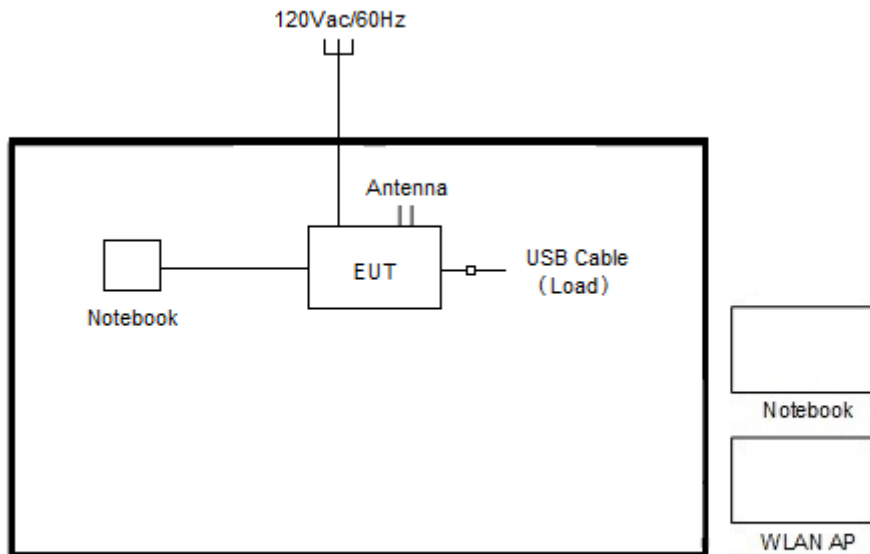 120Vac/60Hz
Antenna
EUT
USB Cable
（Load）
Notebook
Notebook
WLAN AP